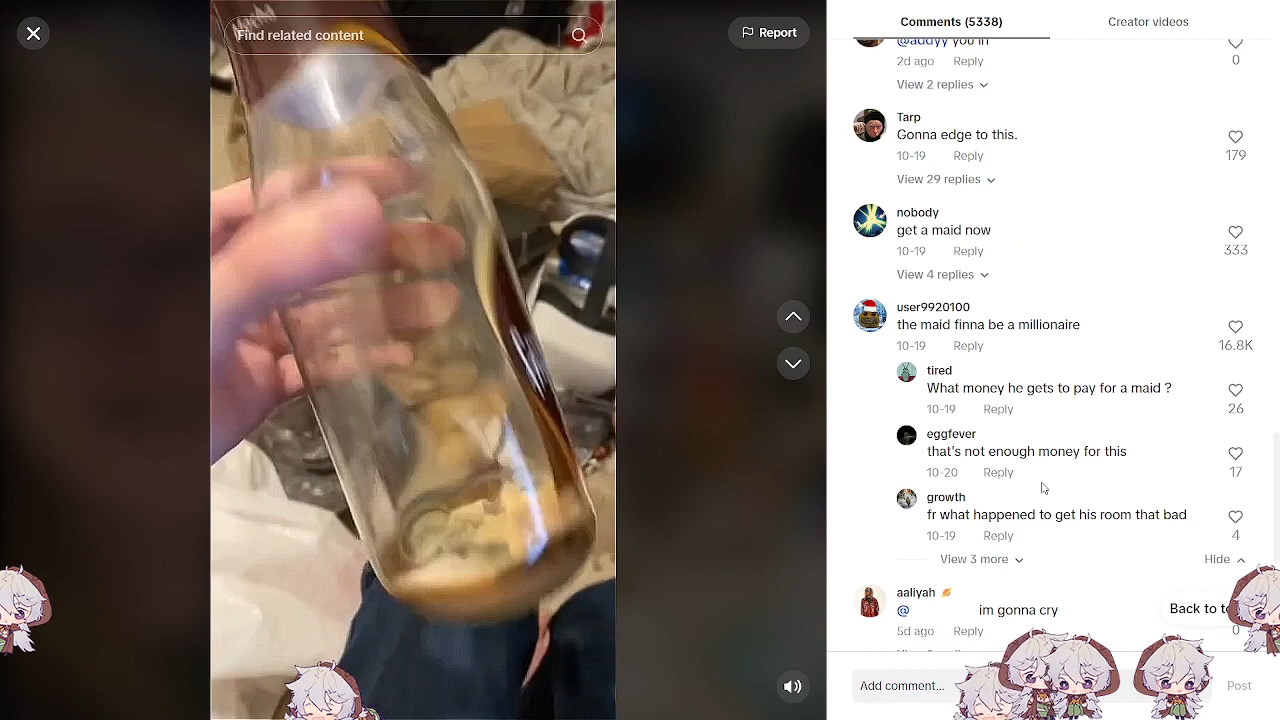 Find related content
Report
Comments (5338)
Creator videos
@addyy you in
2d ago
Reply
0
View 2 replies
Tarp
Gonna edge to this.
10-19
Reply
179
View 29 replies
nobody
get a maid now
10-19
Reply
333
View 4 replies
user9920100
the maid finna be a millionaire
10-19
Reply
16.8K
tired
What money he gets to pay for a maid ?
10-19
Reply
26
eggfever
that's not enough money for this
10-20
Reply
17
growth
fr what happened to get his room that bad
10-19
Reply
4
View 3 more
Hide
aaliyah
@ im gonna cry
5d ago
Reply
0
Back to
Add comment...
Post